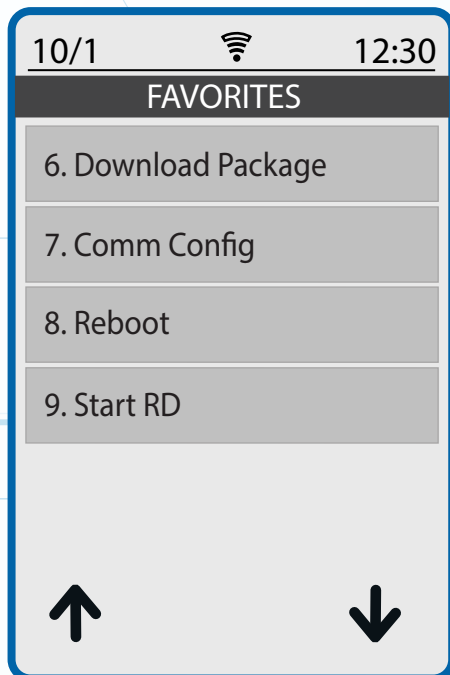 10/1 12:30
FAVORITES
6. Download Package
7. Comm Config
8. Reboot
9. Start RD